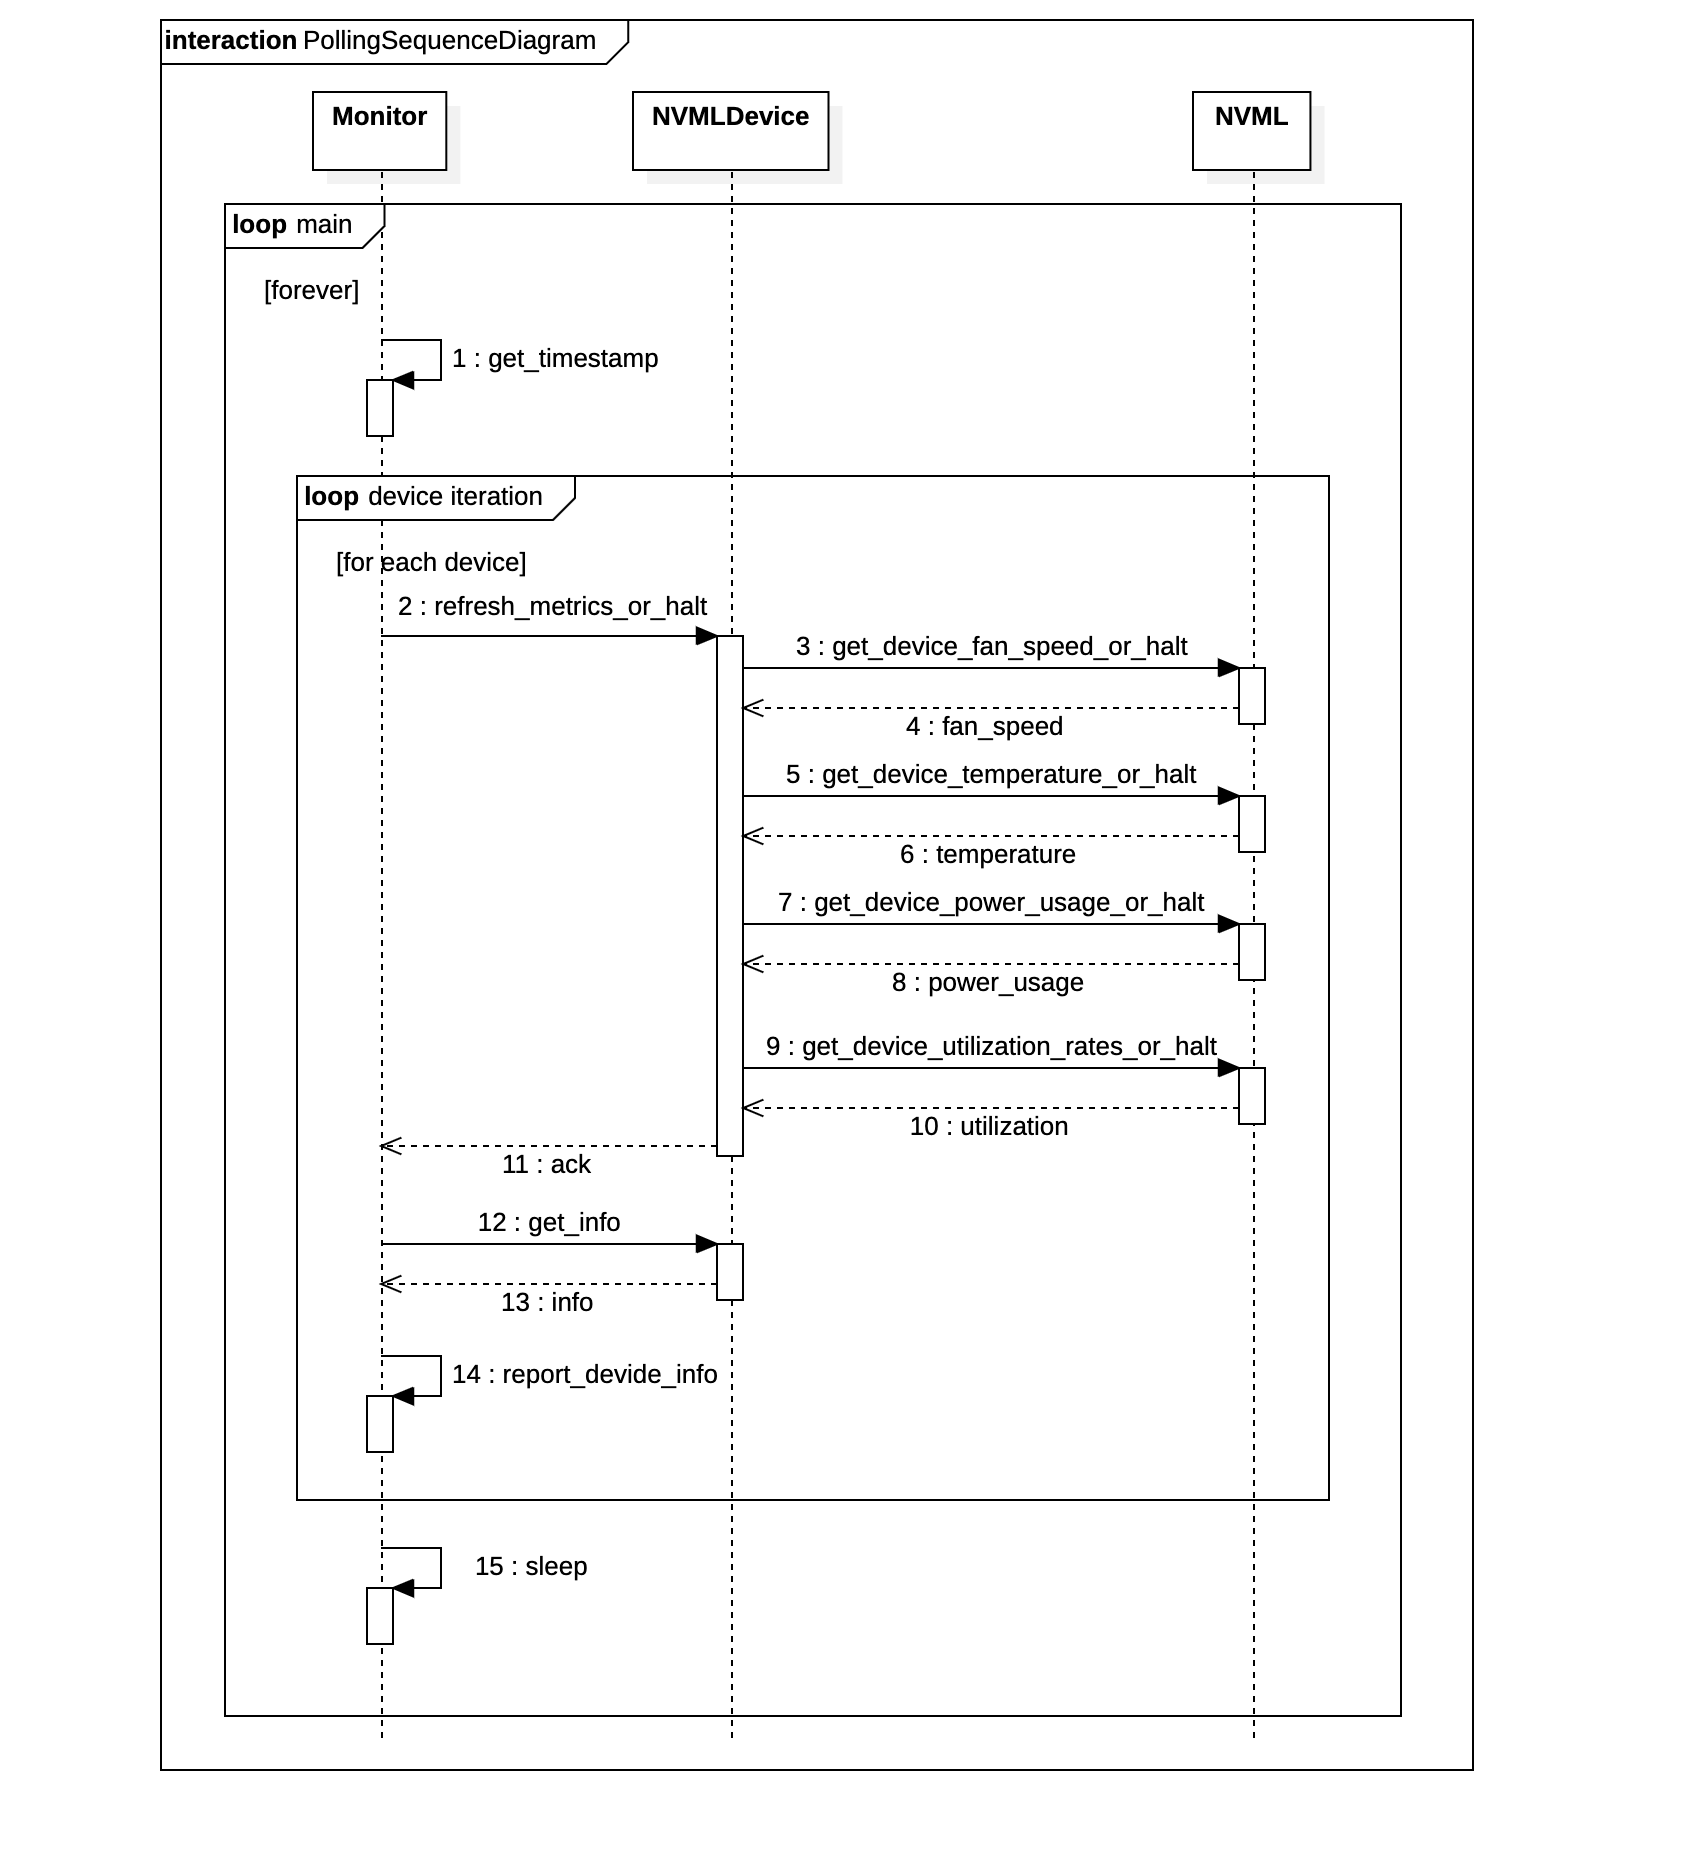 interaction PollingSequenceDiagram
Monitor
NVMLDevice
NVML
loop main
[forever]
1 : get_timestamp
loop device iteration
[for each device]
2 : refresh_metrics_or_halt
3 : get_device_fan_speed_or_halt
4 : fan_speed
5 : get_device_temperature_or_halt
6 : temperature
7 : get_device_power_usage_or_halt
8 : power_usage
9 : get_device_utilization_rates_or_halt
10 : utilization
11 : ack
12 : get_info
13 : info
14 : report_devide_info
15 : sleep